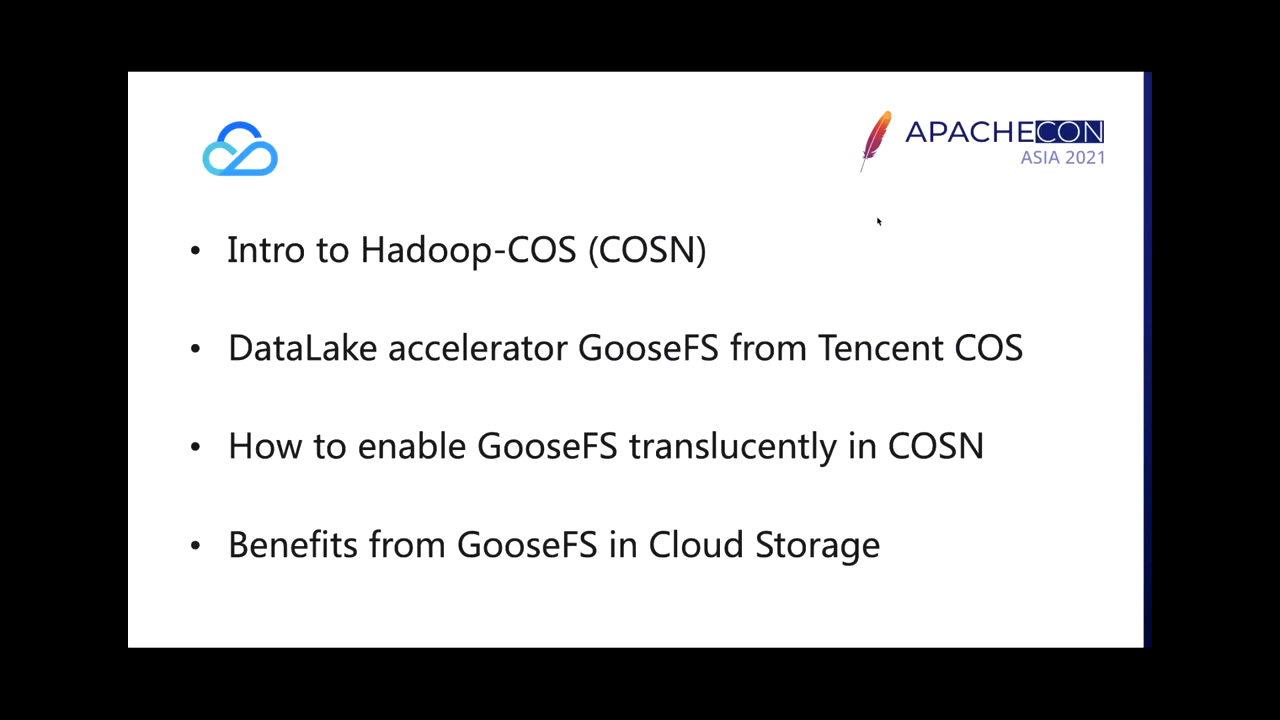 APACHECON
ASIA 2021
• Intro to Hadoop-COS (COSN)
• DataLake accelerator GooseFS from Tencent COS
• How to enable GooseFS translucently in COSN
• Benefits from GooseFS in Cloud Storage